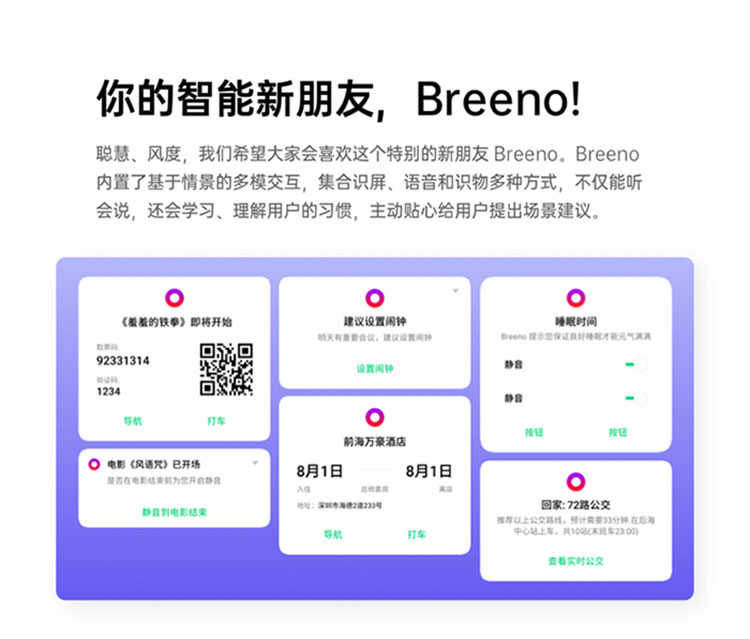 你的智能新朋友，Breeno!
聪慧、风度，我们希望大家会喜欢这个特别的新朋友 Breeno。Breeno
内置了基于情景的多模交互，集合识屏、语音和识物多种方式，不仅能听
会说，还会学习、理解用户的习惯，主动贴心给用户提出场景建议。
《羞羞的铁拳》即将开始
取票码:
92331314
验证码:
1234
导航
打车
电影《风语咒》已开场
是否在电影结束前为您开启静音
静音到电影结束
建议设置闹钟
明天有重要会议，建议设置闹钟
设置闹钟
前海万豪酒店
8月1日
8月1日
入住
总统套房
离店
地址：深圳市海德2道233号
导航
打车
睡眠时间
Breeno 提示您保证良好睡眠才能元气满满
静音
静音
按钮
按钮
回家: 72路公交
推荐以上公交路线，预计需要33分钟.在后海
中心站上车，共10站(末班车23:00)
查看实时公交